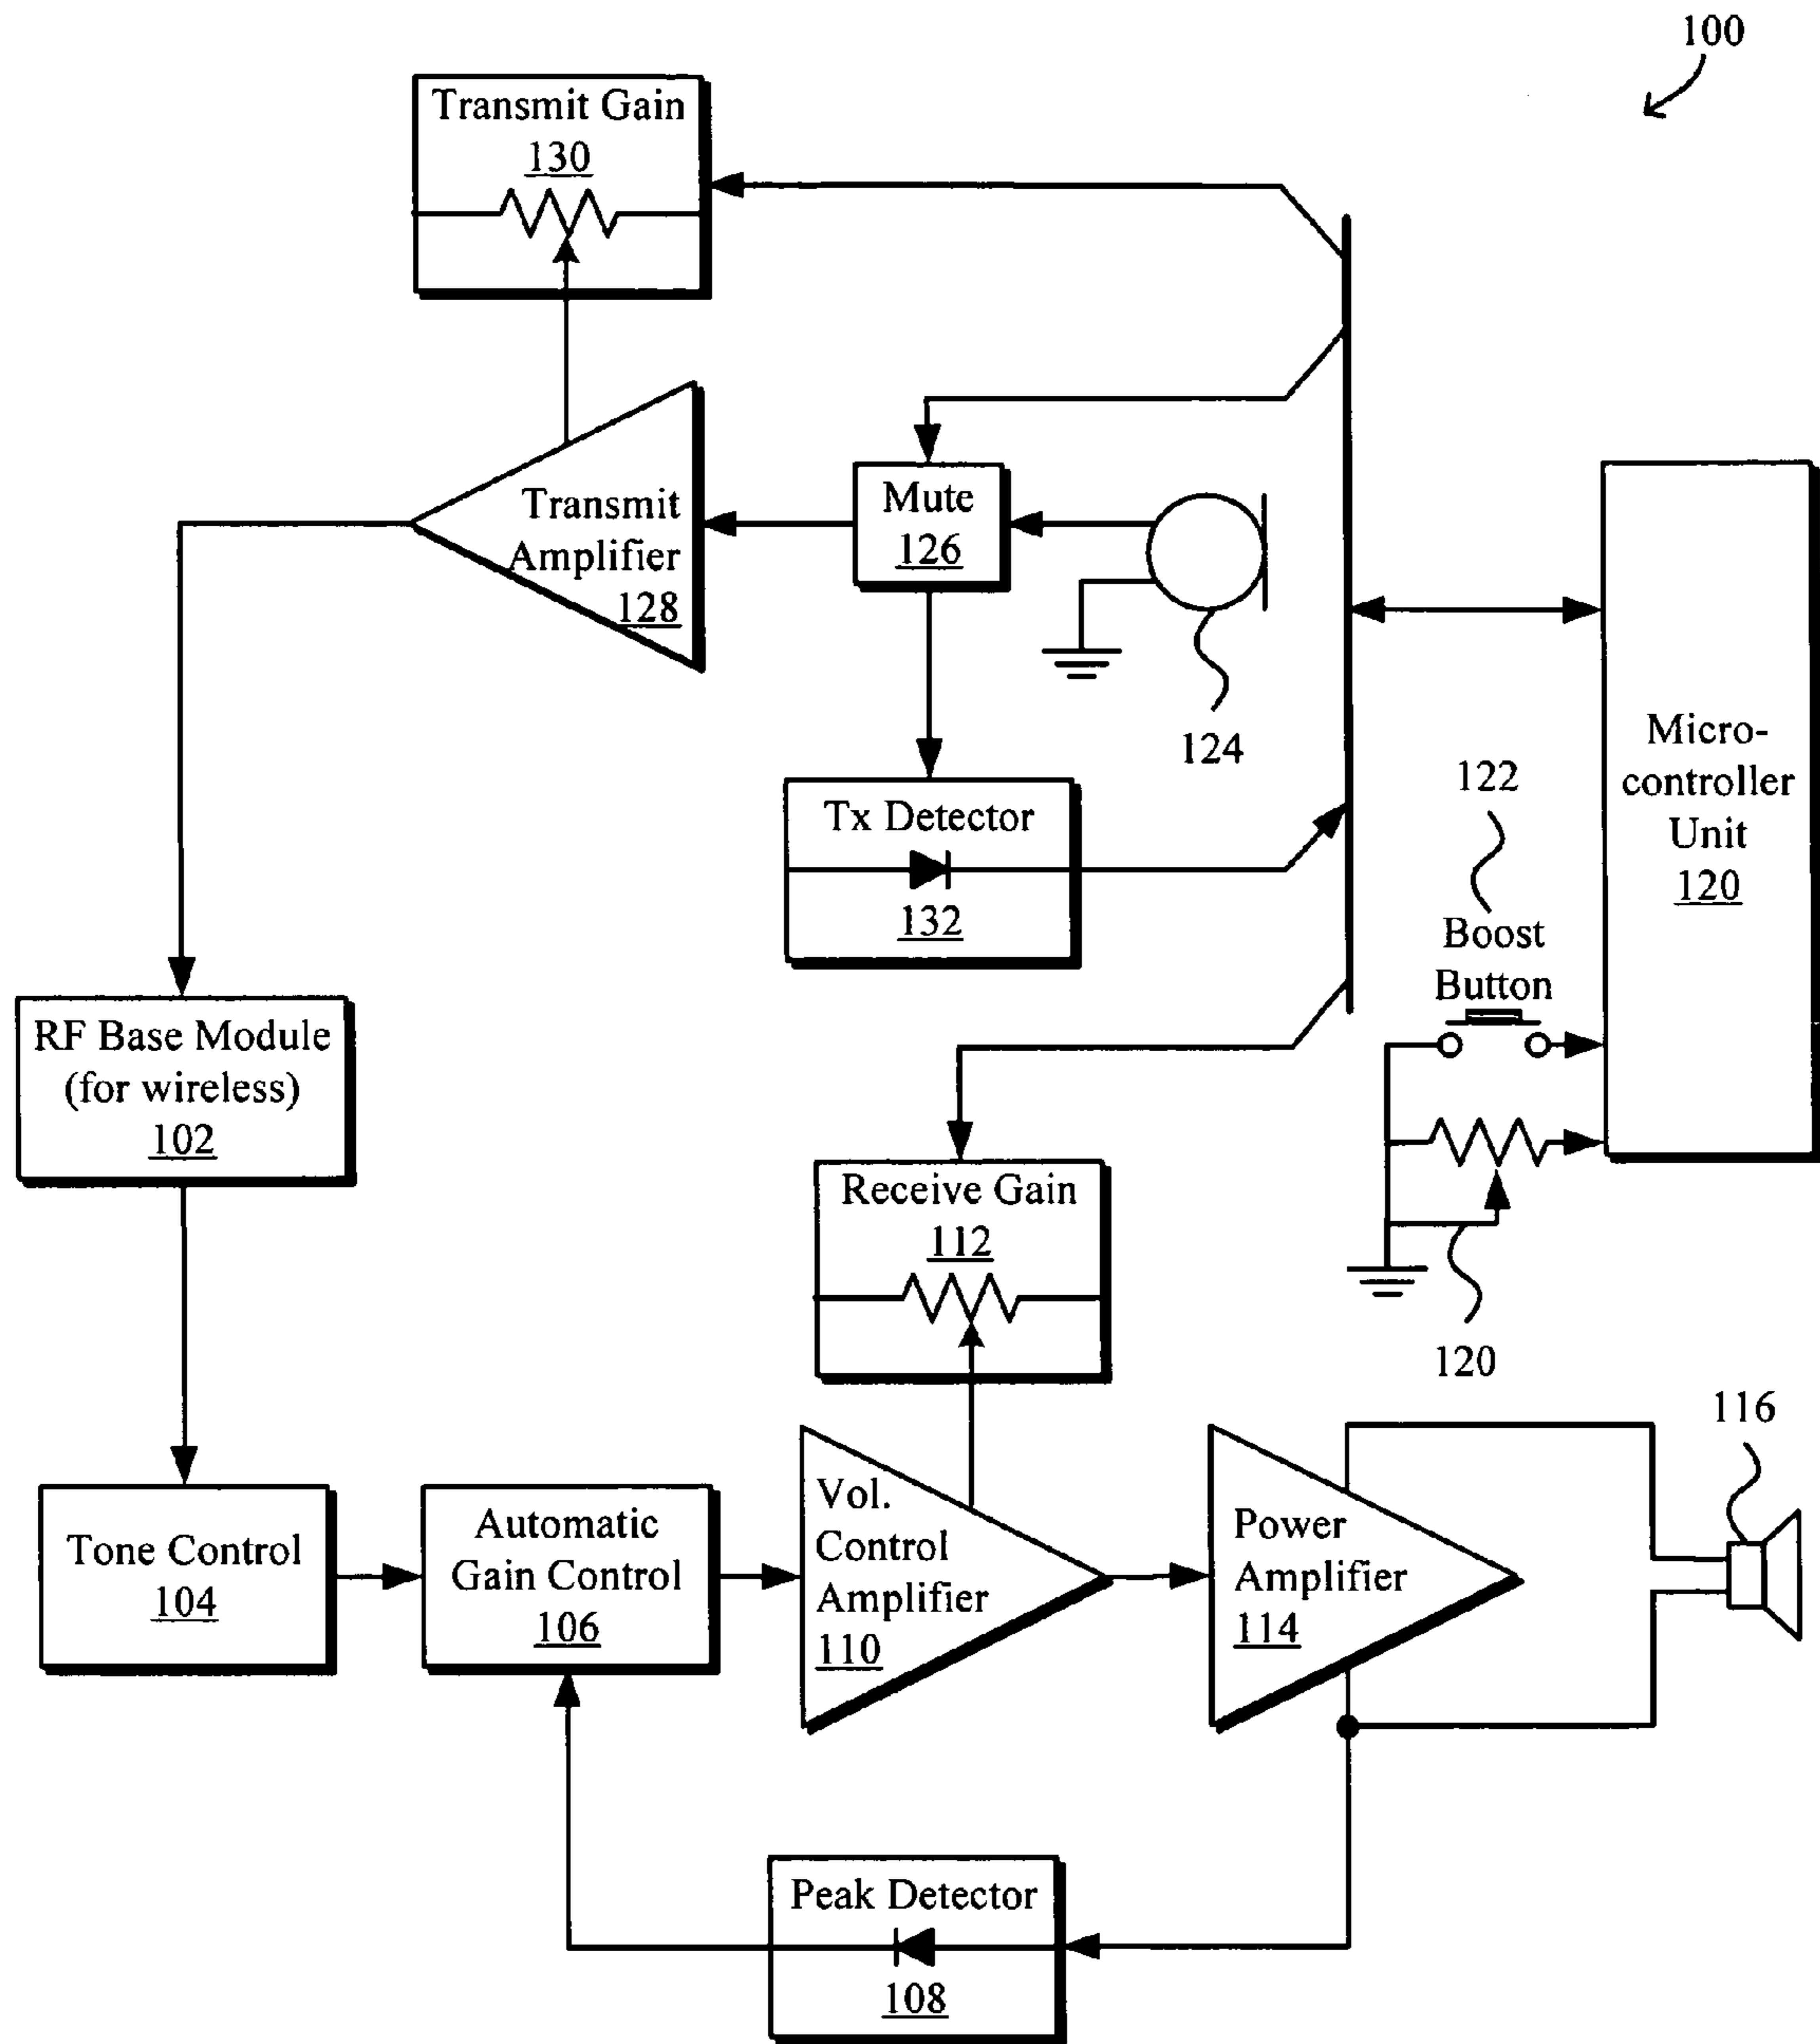 100
Transmit Gain
130
Transmit
Amplifier
128
Mute
126
124
Tx Detector
132
Micro-
controller
Unit
120
122
Boost
Button
RF Base Module
(for wireless)
102
Receive Gain
112
120
116
Tone Control
104
Automatic
Gain Control
106
Vol.
Control
Amplifier
110
Power
Amplifier
114
Peak Detector
108